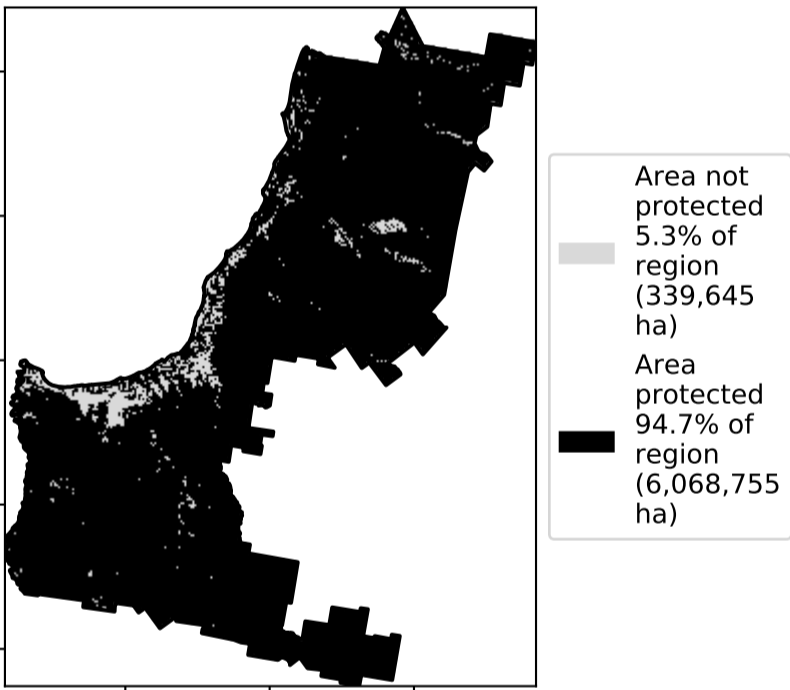 Area not
protected
5.3% of
region
(339,645
ha)
Area
protected
94.7% of
region
(6,068,755
ha)